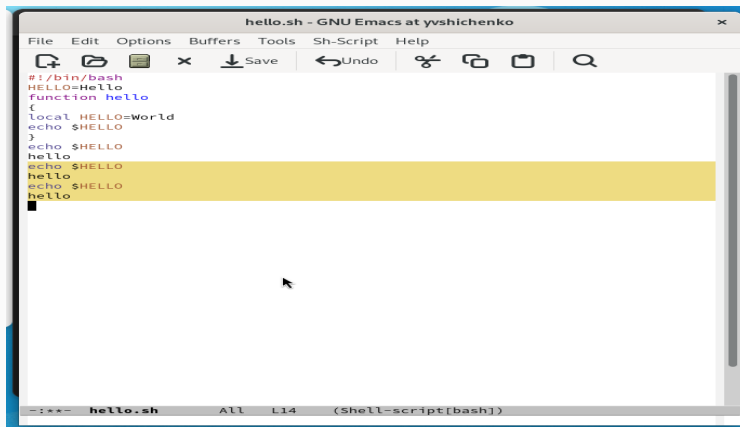 hello.sh - GNU Emacs at yvshichenko
File Edit Options Buffers Tools Sh-Script Help
Save Undo
#!/bin/bash
HELLO=Hello
function hello
{
local HELLO=World
echo $HELLO
}
echo $HELLO
hello
echo $HELLO
hello
echo $HELLO
hello
-:**- hello.sh All L14 (Shell-script[bash])